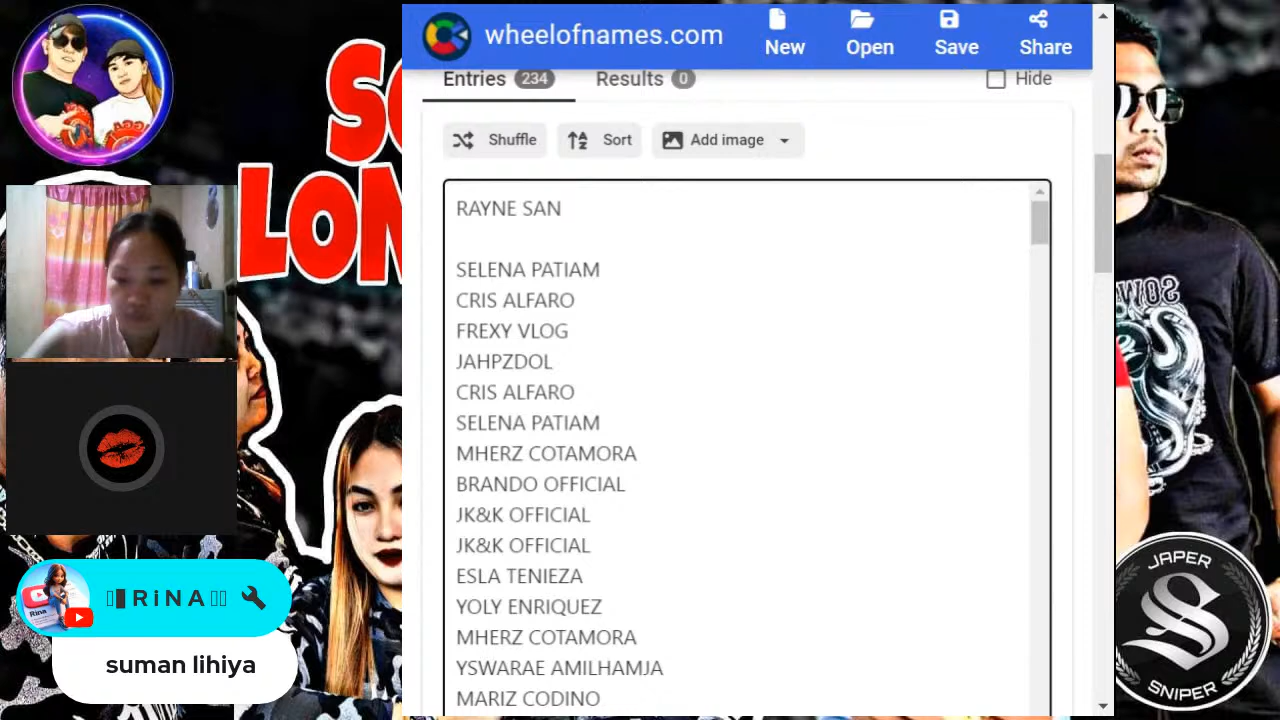 wheelofnames.com
New
Open
Save
Share
Entries 234
Results 0
Hide
Shuffle
Sort
Add image
RAYNE SAN
SELENA PATIAM
CRIS ALFARO
FREXY VLOG
JAHPZDOL
CRIS ALFARO
SELENA PATIAM
MHERZ COTAMORA
BRANDO OFFICIAL
JK&K OFFICIAL
JK&K OFFICIAL
ESLA TENIEZA
YOLY ENRIQUEZ
MHERZ COTAMORA
YSWARAE AMILHAMJA
MARIZ CODINO
Rina
R i N A
suman lihiya
JAPER
S
SNIPER